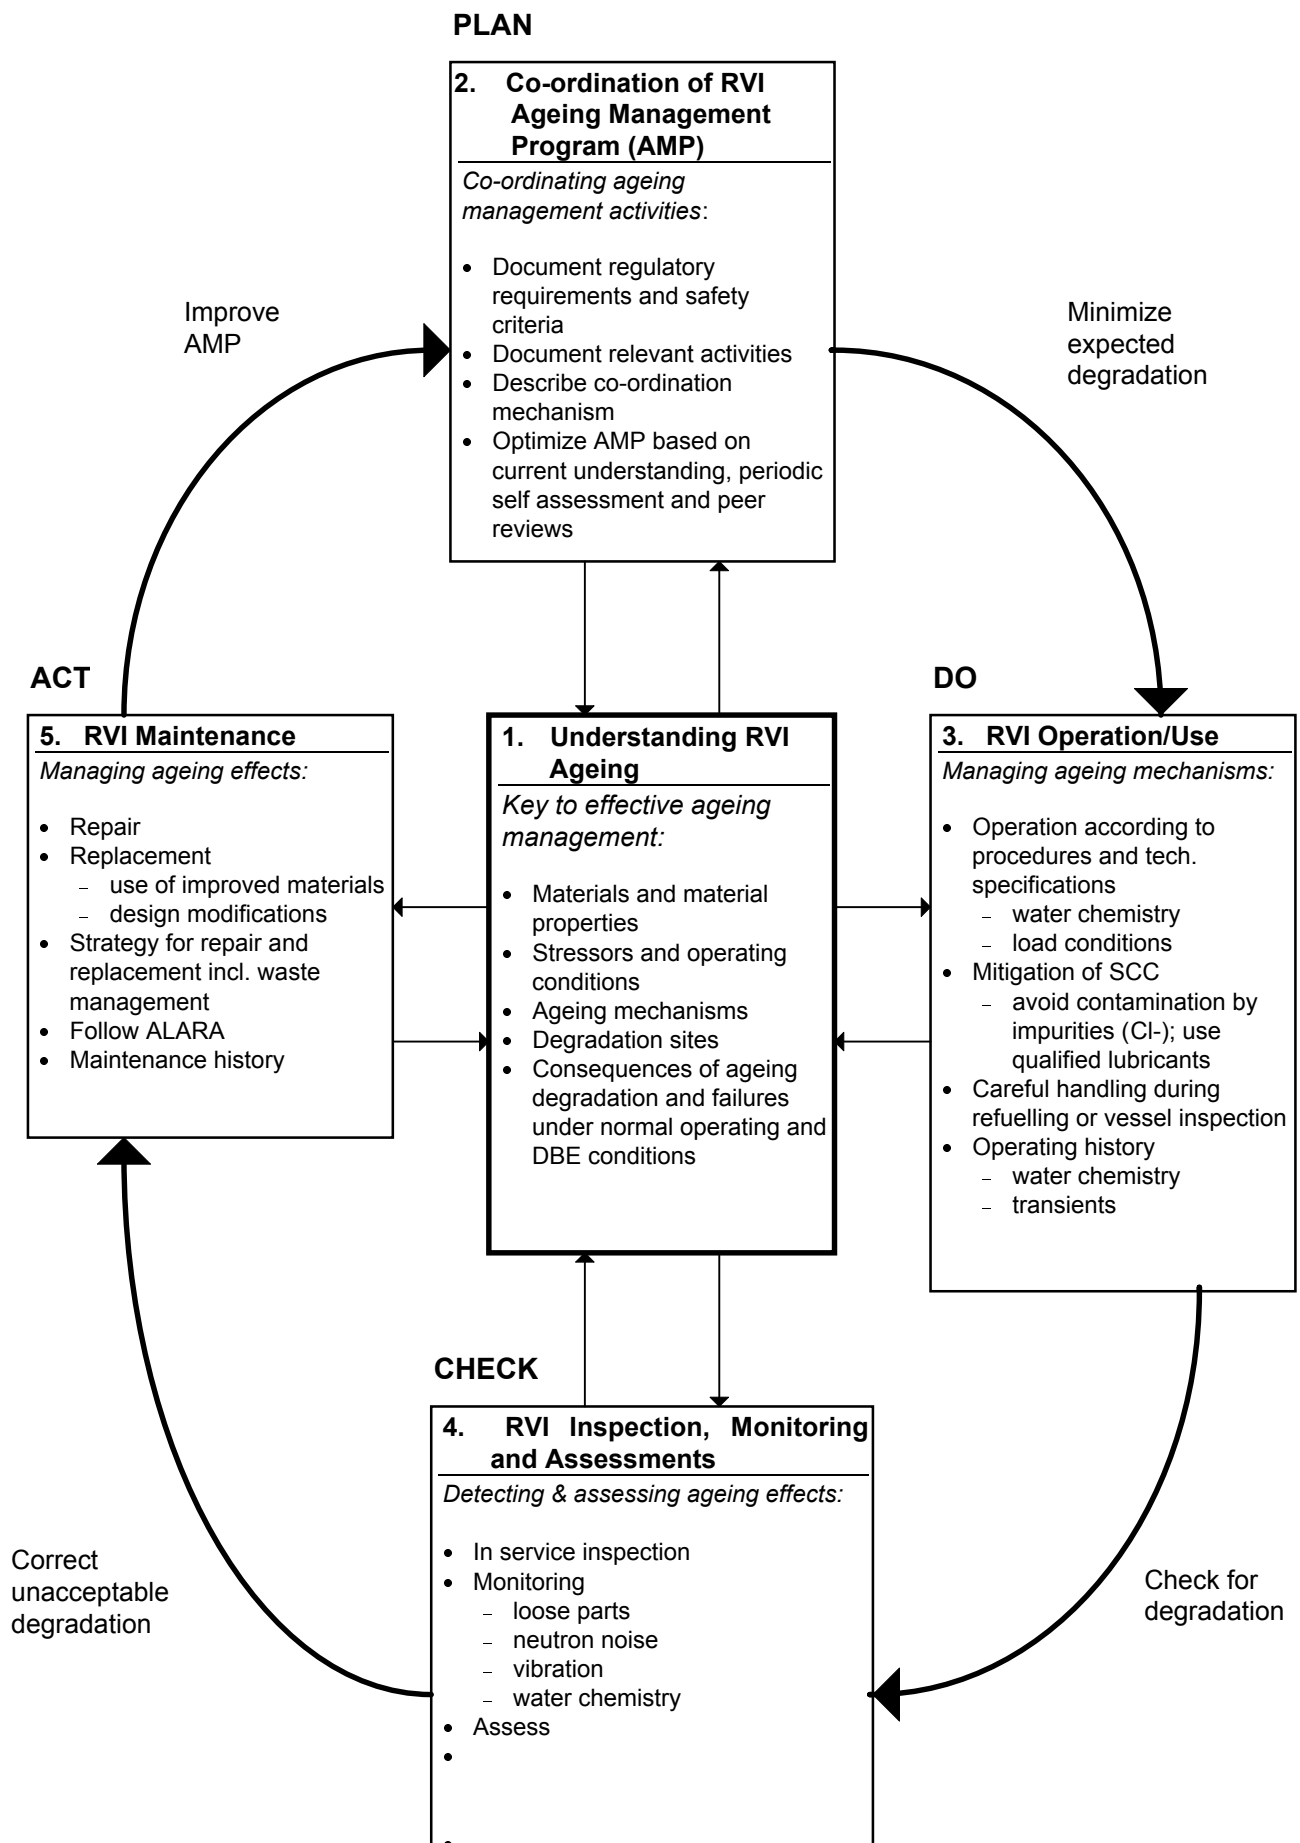 PLAN
2. Co-ordination of RVI
Ageing Management
Program (AMP)
Co-ordinating ageing
management activities:
• Document regulatory
requirements and safety
criteria
• Document relevant activities
• Describe co-ordination
mechanism
• Optimize AMP based on
current understanding, periodic
self assessment and peer
reviews
Improve
AMP
Minimize
expected
degradation
ACT
5. RVI Maintenance
Managing ageing effects:
• Repair
• Replacement
– use of improved materials
– design modifications
• Strategy for repair and
replacement incl. waste
management
• Follow ALARA
• Maintenance history
1. Understanding RVI
Ageing
Key to effective ageing
management:
• Materials and material
properties
• Stressors and operating
conditions
• Ageing mechanisms
• Degradation sites
• Consequences of ageing
degradation and failures
under normal operating and
DBE conditions
DO
3. RVI Operation/Use
Managing ageing mechanisms:
• Operation according to
procedures and tech.
specifications
– water chemistry
– load conditions
• Mitigation of SCC
– avoid contamination by
impurities (Cl-); use
qualified lubricants
• Careful handling during
refuelling or vessel inspection
• Operating history
– water chemistry
– transients
CHECK
4. RVI Inspection, Monitoring
and Assessments
Detecting & assessing ageing effects:
• In service inspection
• Monitoring
– loose parts
– neutron noise
– vibration
– water chemistry
• Assess
•
Correct
unacceptable
degradation
Check for
degradation